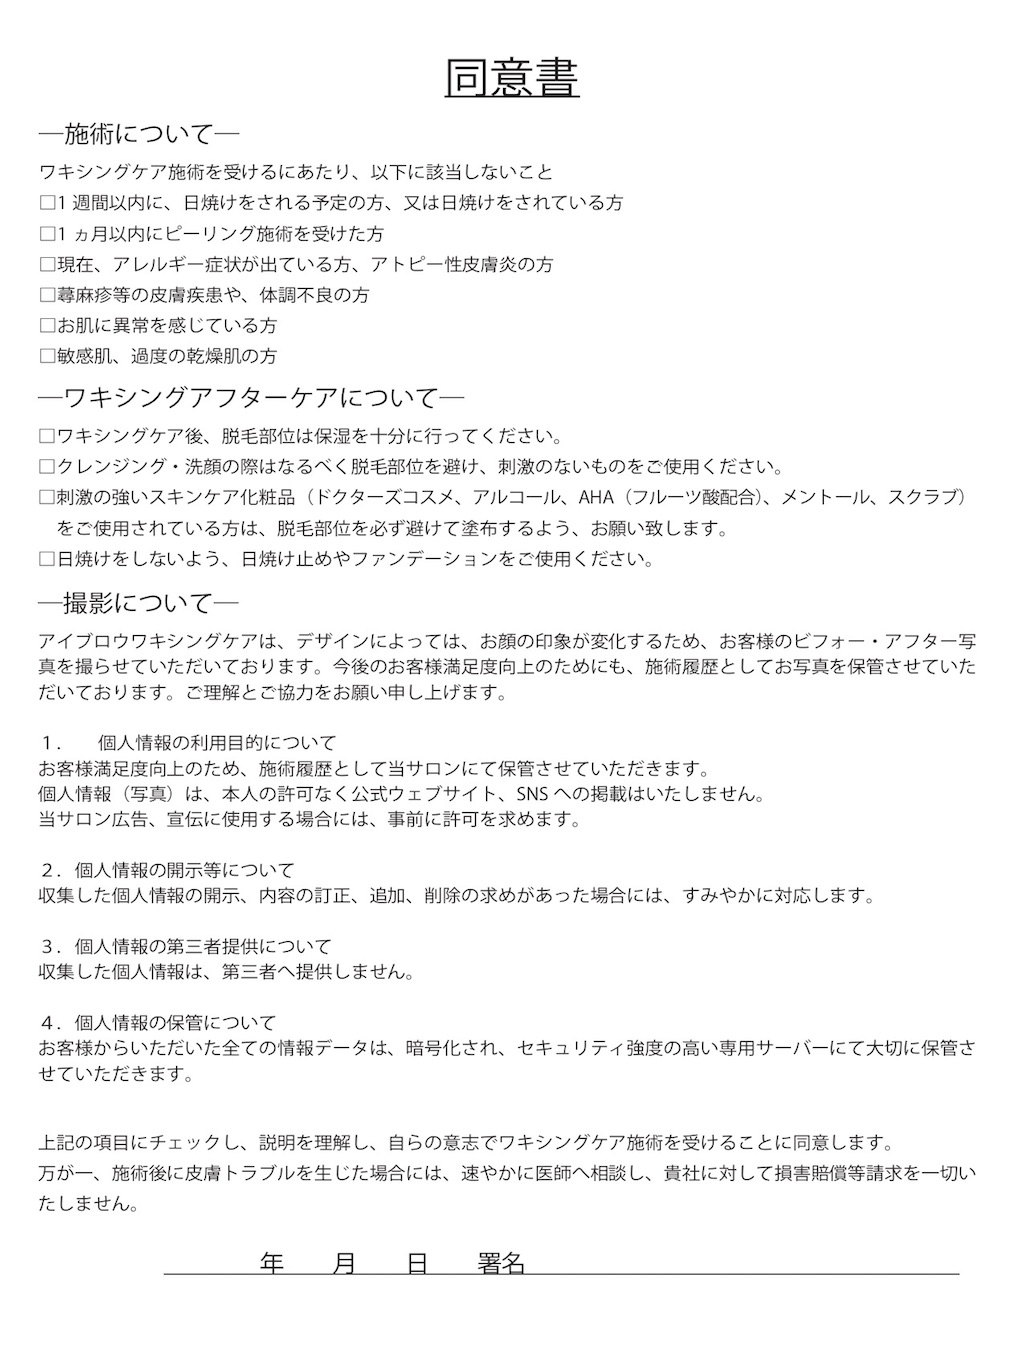 同意書
―施術について―
ワキシングケア施術を受けるにあたり、以下に該当しないこと
□1 週間以内に、日焼けをされる予定の方、又は日焼けをされている方
□1 ヵ月以内にピーリング施術を受けた方
□現在、アレルギー症状が出ている方、アトピー性皮膚炎の方
□蕁麻疹等の皮膚疾患や、体調不良の方
□お肌に異常を感じている方
□敏感肌、過度の乾燥肌の方
―ワキシングアフターケアについて―
□ワキシングケア後、脱毛部位は保湿を十分に行ってください。
□クレンジング・洗顔の際はなるべく脱毛部位を避け、刺激のないものをご使用ください。
□刺激の強いスキンケア化粧品（ドクターズコスメ、アルコール、AHA（フルーツ酸配合）、メントール、スクラブ）
をご使用されている方は、脱毛部位を必ず避けて塗布するよう、お願い致します。
□日焼けをしないよう、日焼け止めやファンデーションをご使用ください。
―撮影について―
アイブロウワキシングケアは、デザインによっては、お顔の印象が変化するため、お客様のビフォー・アフター写
真を撮らせていただいております。今後のお客様満足度向上のためにも、施術履歴としてお写真を保管させていた
だいております。ご理解とご協力をお願い申し上げます。
１．　個人情報の利用目的について
お客様満足度向上のため、施術履歴として当サロンにて保管させていただきます。
個人情報（写真）は、本人の許可なく公式ウェブサイト、SNS への掲載はいたしません。
当サロン広告、宣伝に使用する場合には、事前に許可を求めます。
２．個人情報の開示等について
収集した個人情報の開示、内容の訂正、追加、削除の求めがあった場合には、すみやかに対応します。
３．個人情報の第三者提供について
収集した個人情報は、第三者へ提供しません。
４．個人情報の保管について
お客様からいただいた全ての情報データは、暗号化され、セキュリティ強度の高い専用サーバーにて大切に保管さ
せていただきます。
上記の項目にチェックし、説明を理解し、自らの意志でワキシングケア施術を受けることに同意します。
万が一、施術後に皮膚トラブルを生じた場合には、速やかに医師へ相談し、貴社に対して損害賠償等請求を一切い
たしません。
年　月　日　署名